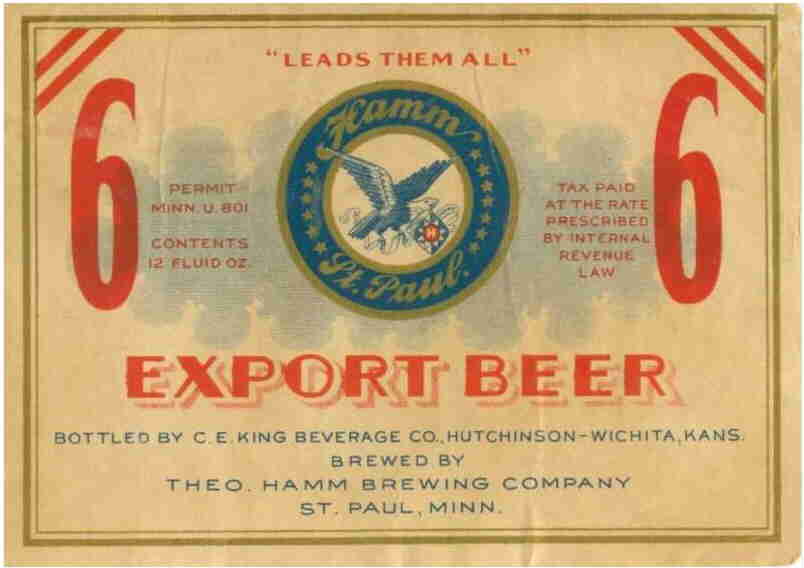 "LEADS THEM ALL"
6
6
Hamm
St. Paul.
H
PERMIT
MINN. U. 801
CONTENTS
12 FLUID OZ.
TAX PAID
AT THE RATE
PRESCRIBED
BY INTERNAL
REVENUE
LAW
EXPORT BEER
BOTTLED BY C. E. KING BEVERAGE CO., HUTCHINSON-WICHITA, KANS.
BREWED BY
THEO. HAMM BREWING COMPANY
ST. PAUL, MINN.